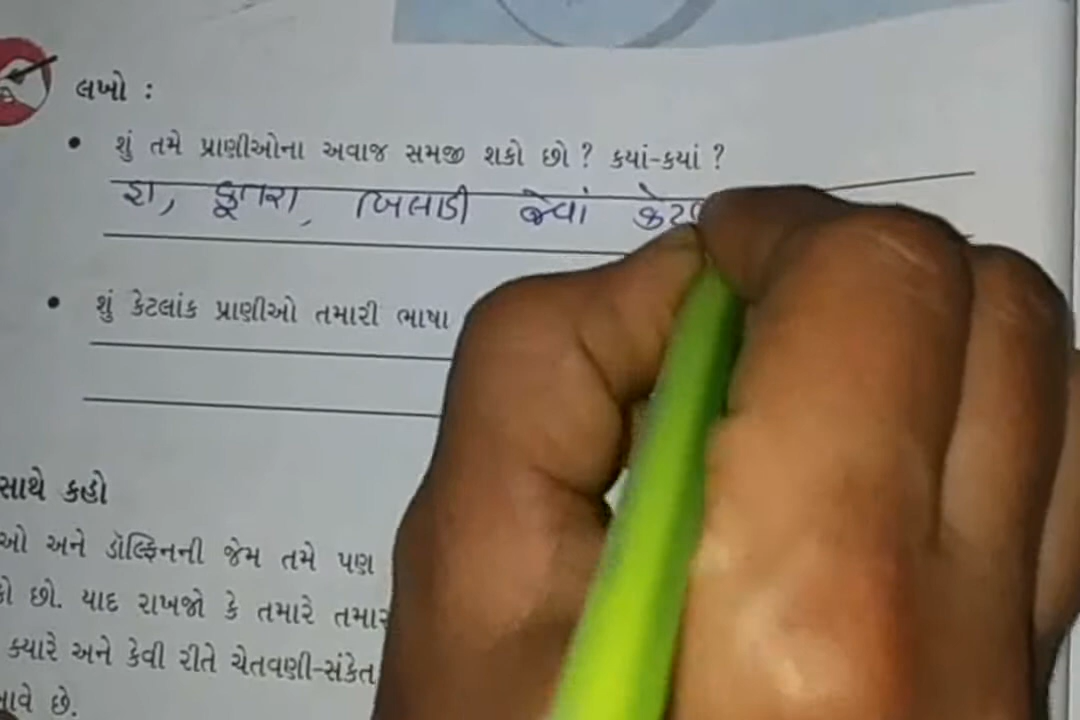 લખો :
• શું તમે પ્રાણીઓના અવાજ સમજી શકો છો ? કયાં-કયાં ?
હા, કૂતરા, બિલાડી જેવાં
• શું કેટલાંક પ્રાણીઓ તમારી ભાષા
સાથે કહો
અને ડૉલ્ફિનની જેમ તમે પણ
છો. યાદ રાખજો કે તમારે
ક્યારે અને કેવી રીતે ચેતવણી-સંકેત
છે.